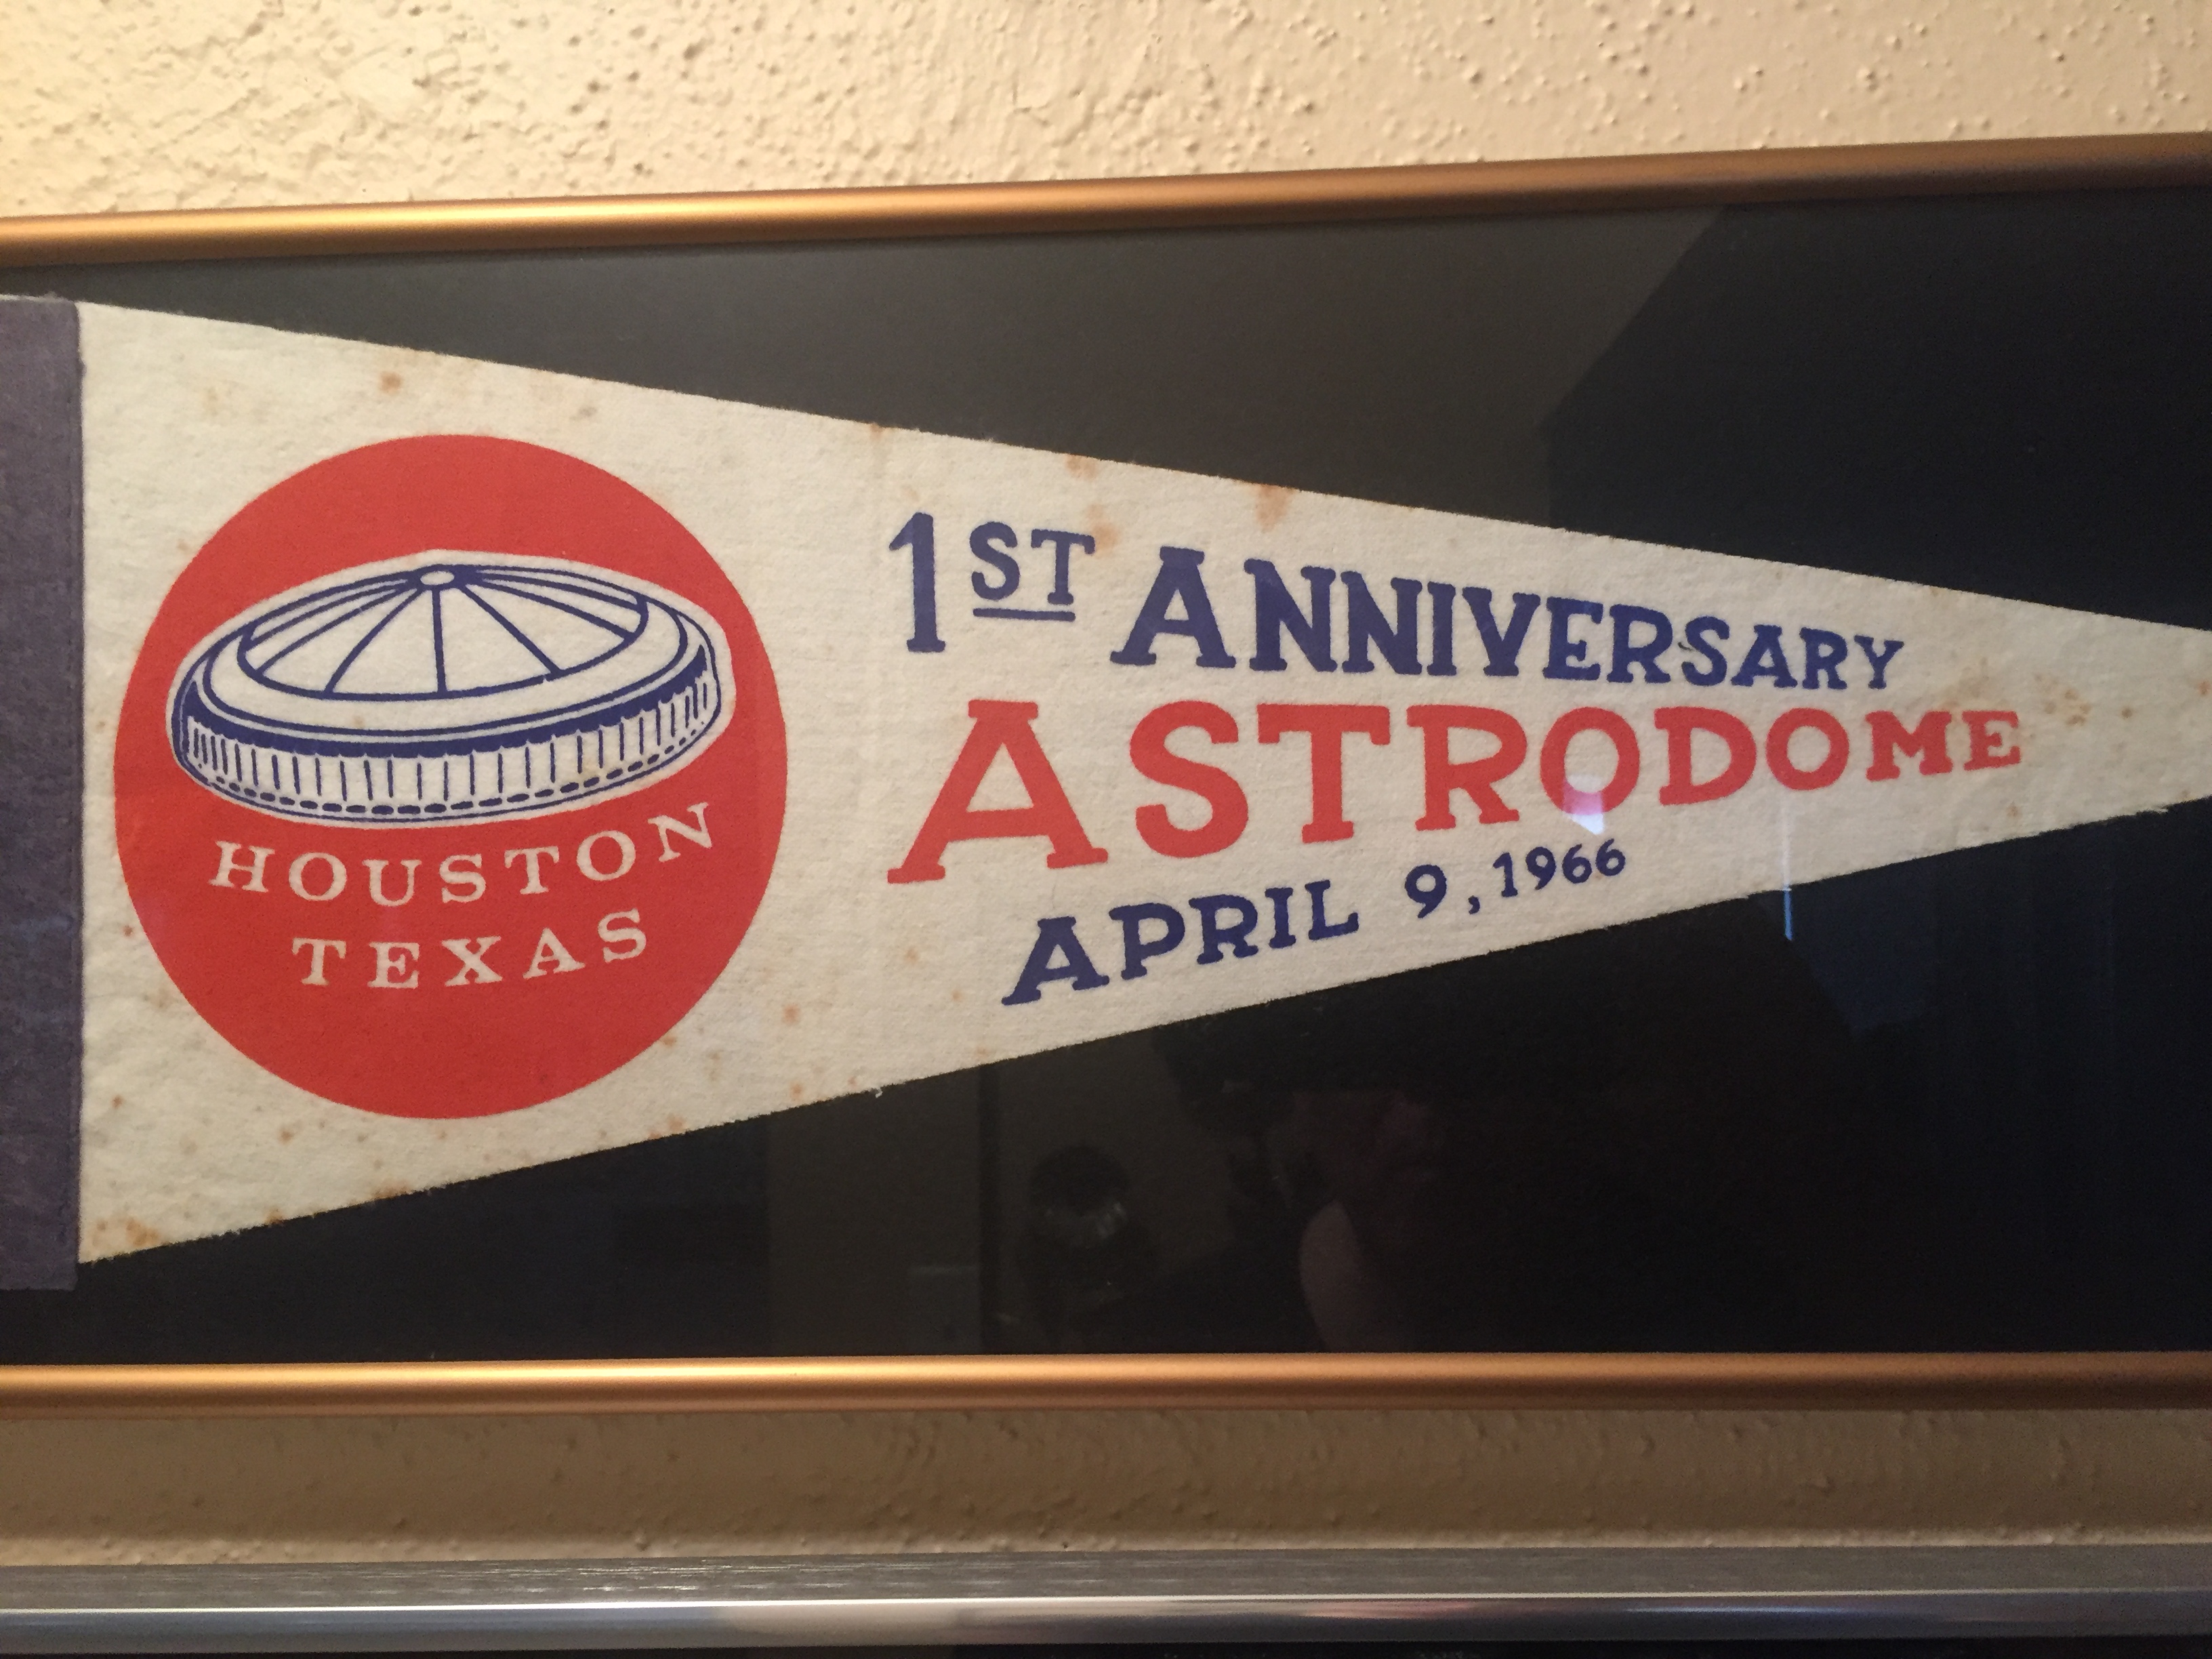 HOUSTON
TEXAS
1ST ANNIVERSARY
ASTRODOME
APRIL 9, 1966